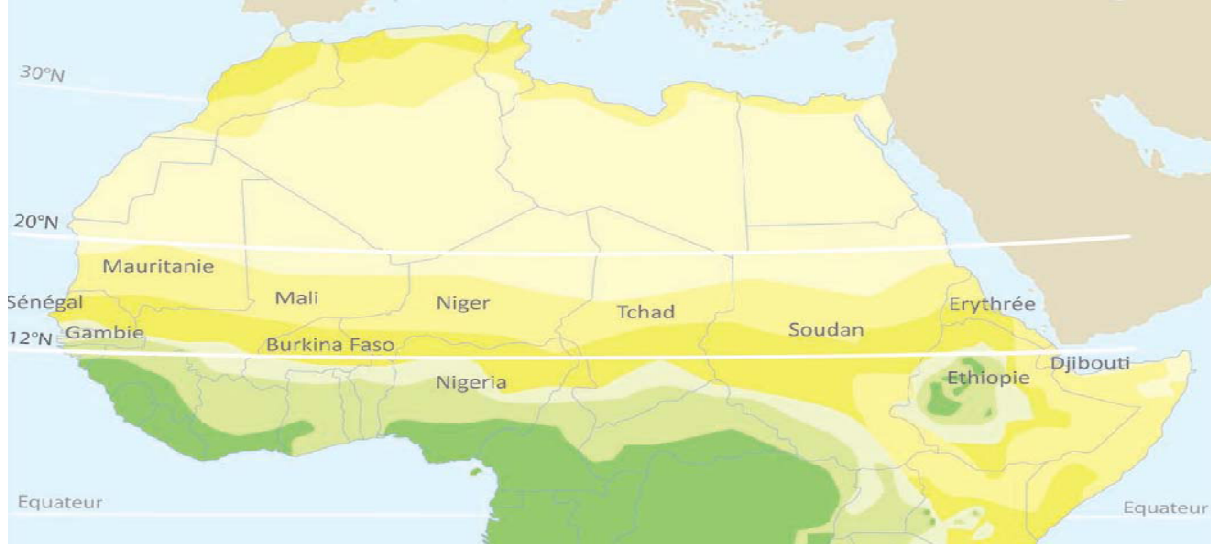 30°N
20°N
Mauritanie
Sénégal
Mali
Niger
Tchad
Soudan
Erythrée
Gambie
12°N
Burkina Faso
Nigeria
Ethiopie
Djibouti
Equateur
Equateur